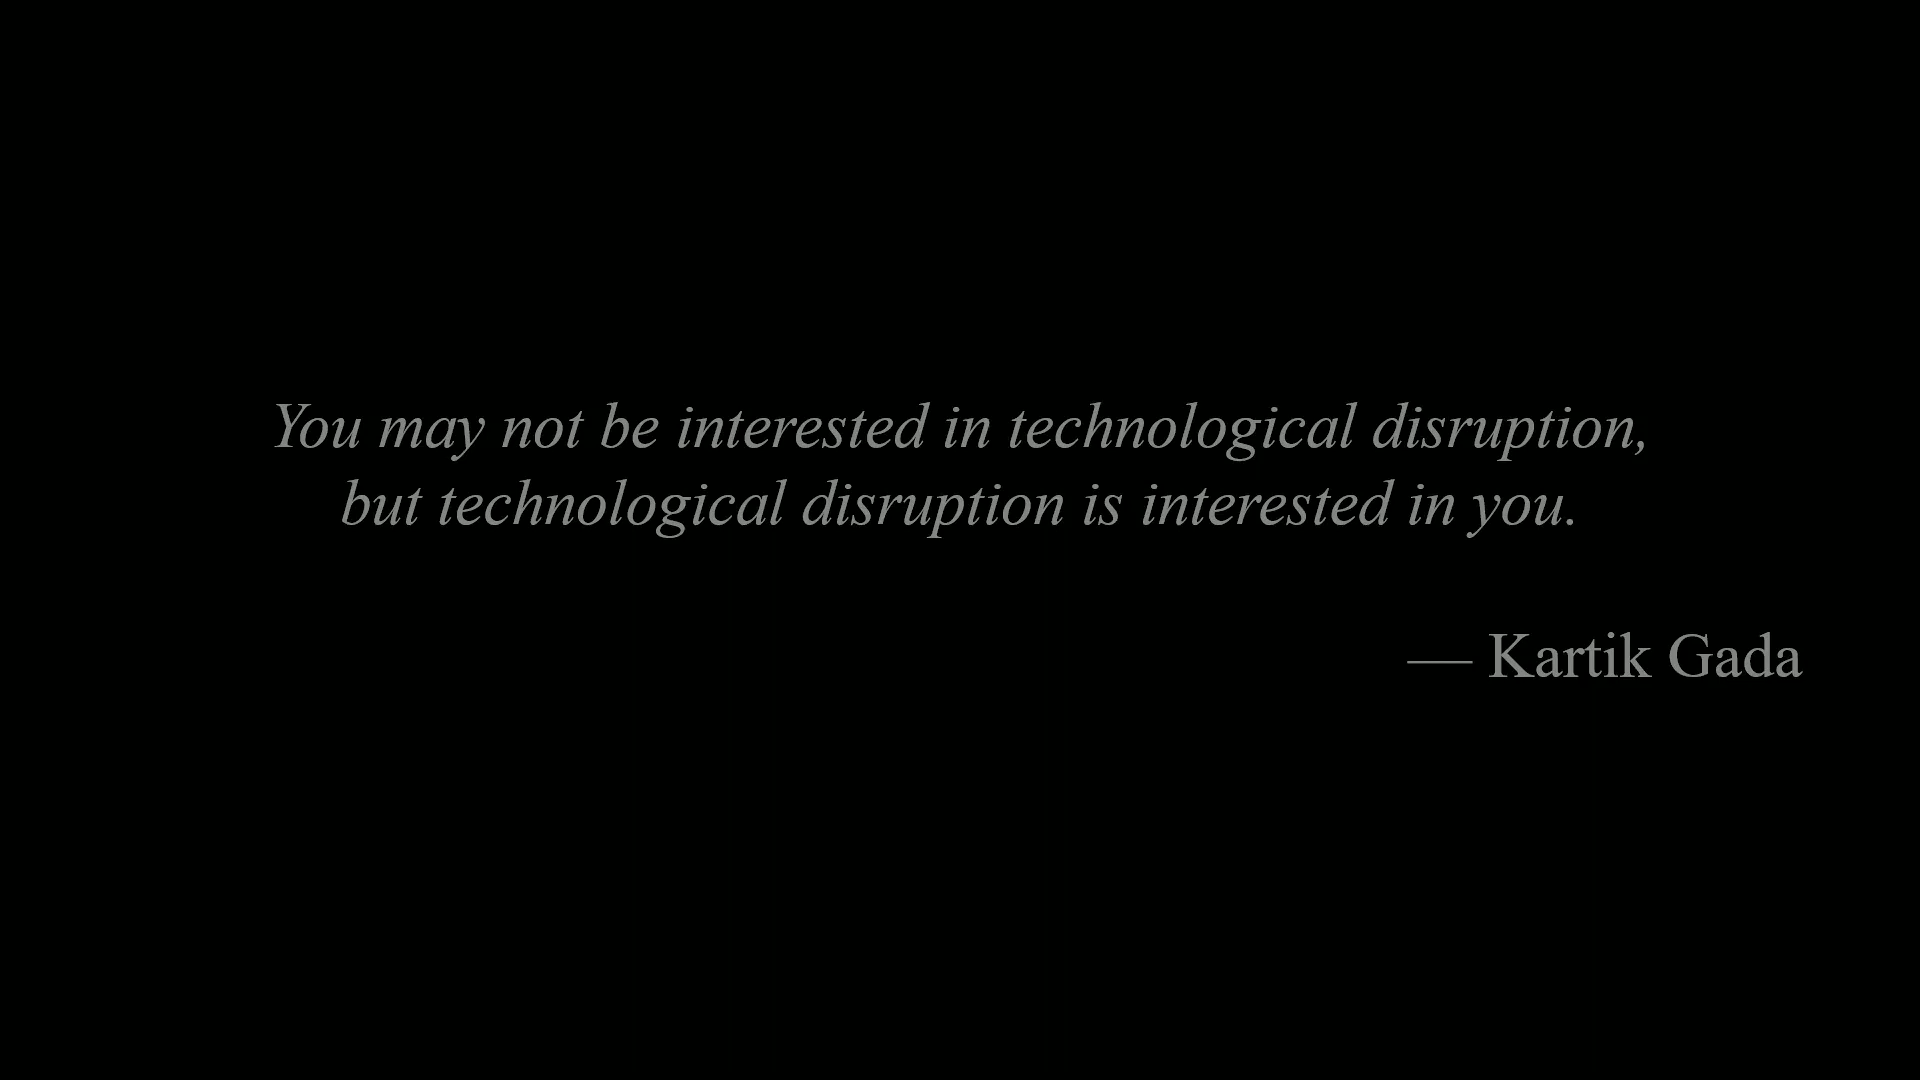 You may not be interested in technological disruption,
but technological disruption is interested in you.
— Kartik Gada